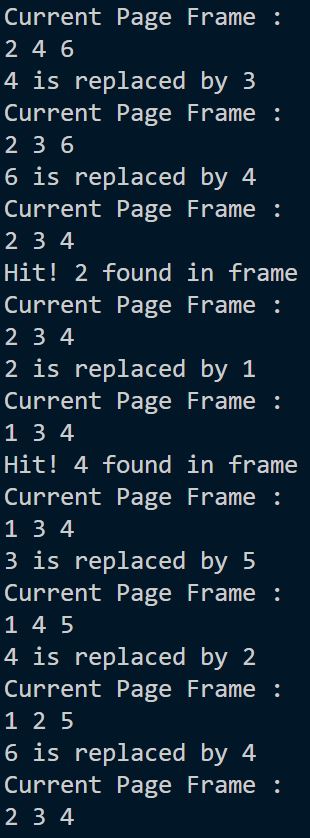 Current Page Frame :
2 4 6
4 is replaced by 3
Current Page Frame :
2 3 6
6 is replaced by 4
Current Page Frame :
2 3 4
Hit! 2 found in frame
Current Page Frame :
2 3 4
2 is replaced by 1
Current Page Frame :
1 3 4
Hit! 4 found in frame
Current Page Frame :
1 3 4
3 is replaced by 5
Current Page Frame :
1 4 5
4 is replaced by 2
Current Page Frame :
1 2 5
6 is replaced by 4
Current Page Frame :
2 3 4